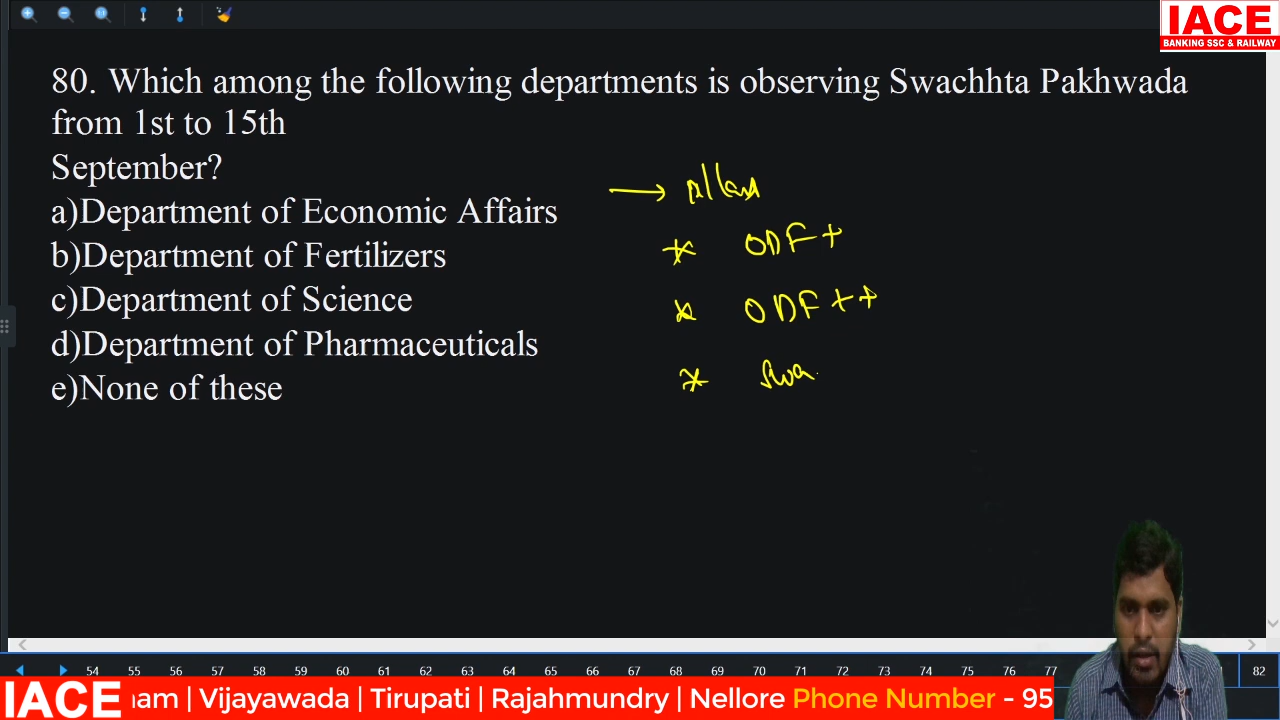 IACE
BANKING SSC & RAILWAY
80. Which among the following departments is observing Swachhta Pakhwada
from 1st to 15th
September?
a)Department of Economic Affairs
b)Department of Fertilizers
c)Department of Science
d)Department of Pharmaceuticals
e)None of these
ODF+
ODF++
Swa
54 55 56 57 58 59 60 61 62 63 64 65 66 67 68 69 70 71 72 73 74 75 76 77 82
IACE nam | Vijayawada | Tirupati | Rajahmundry | Nellore Phone Number - 95